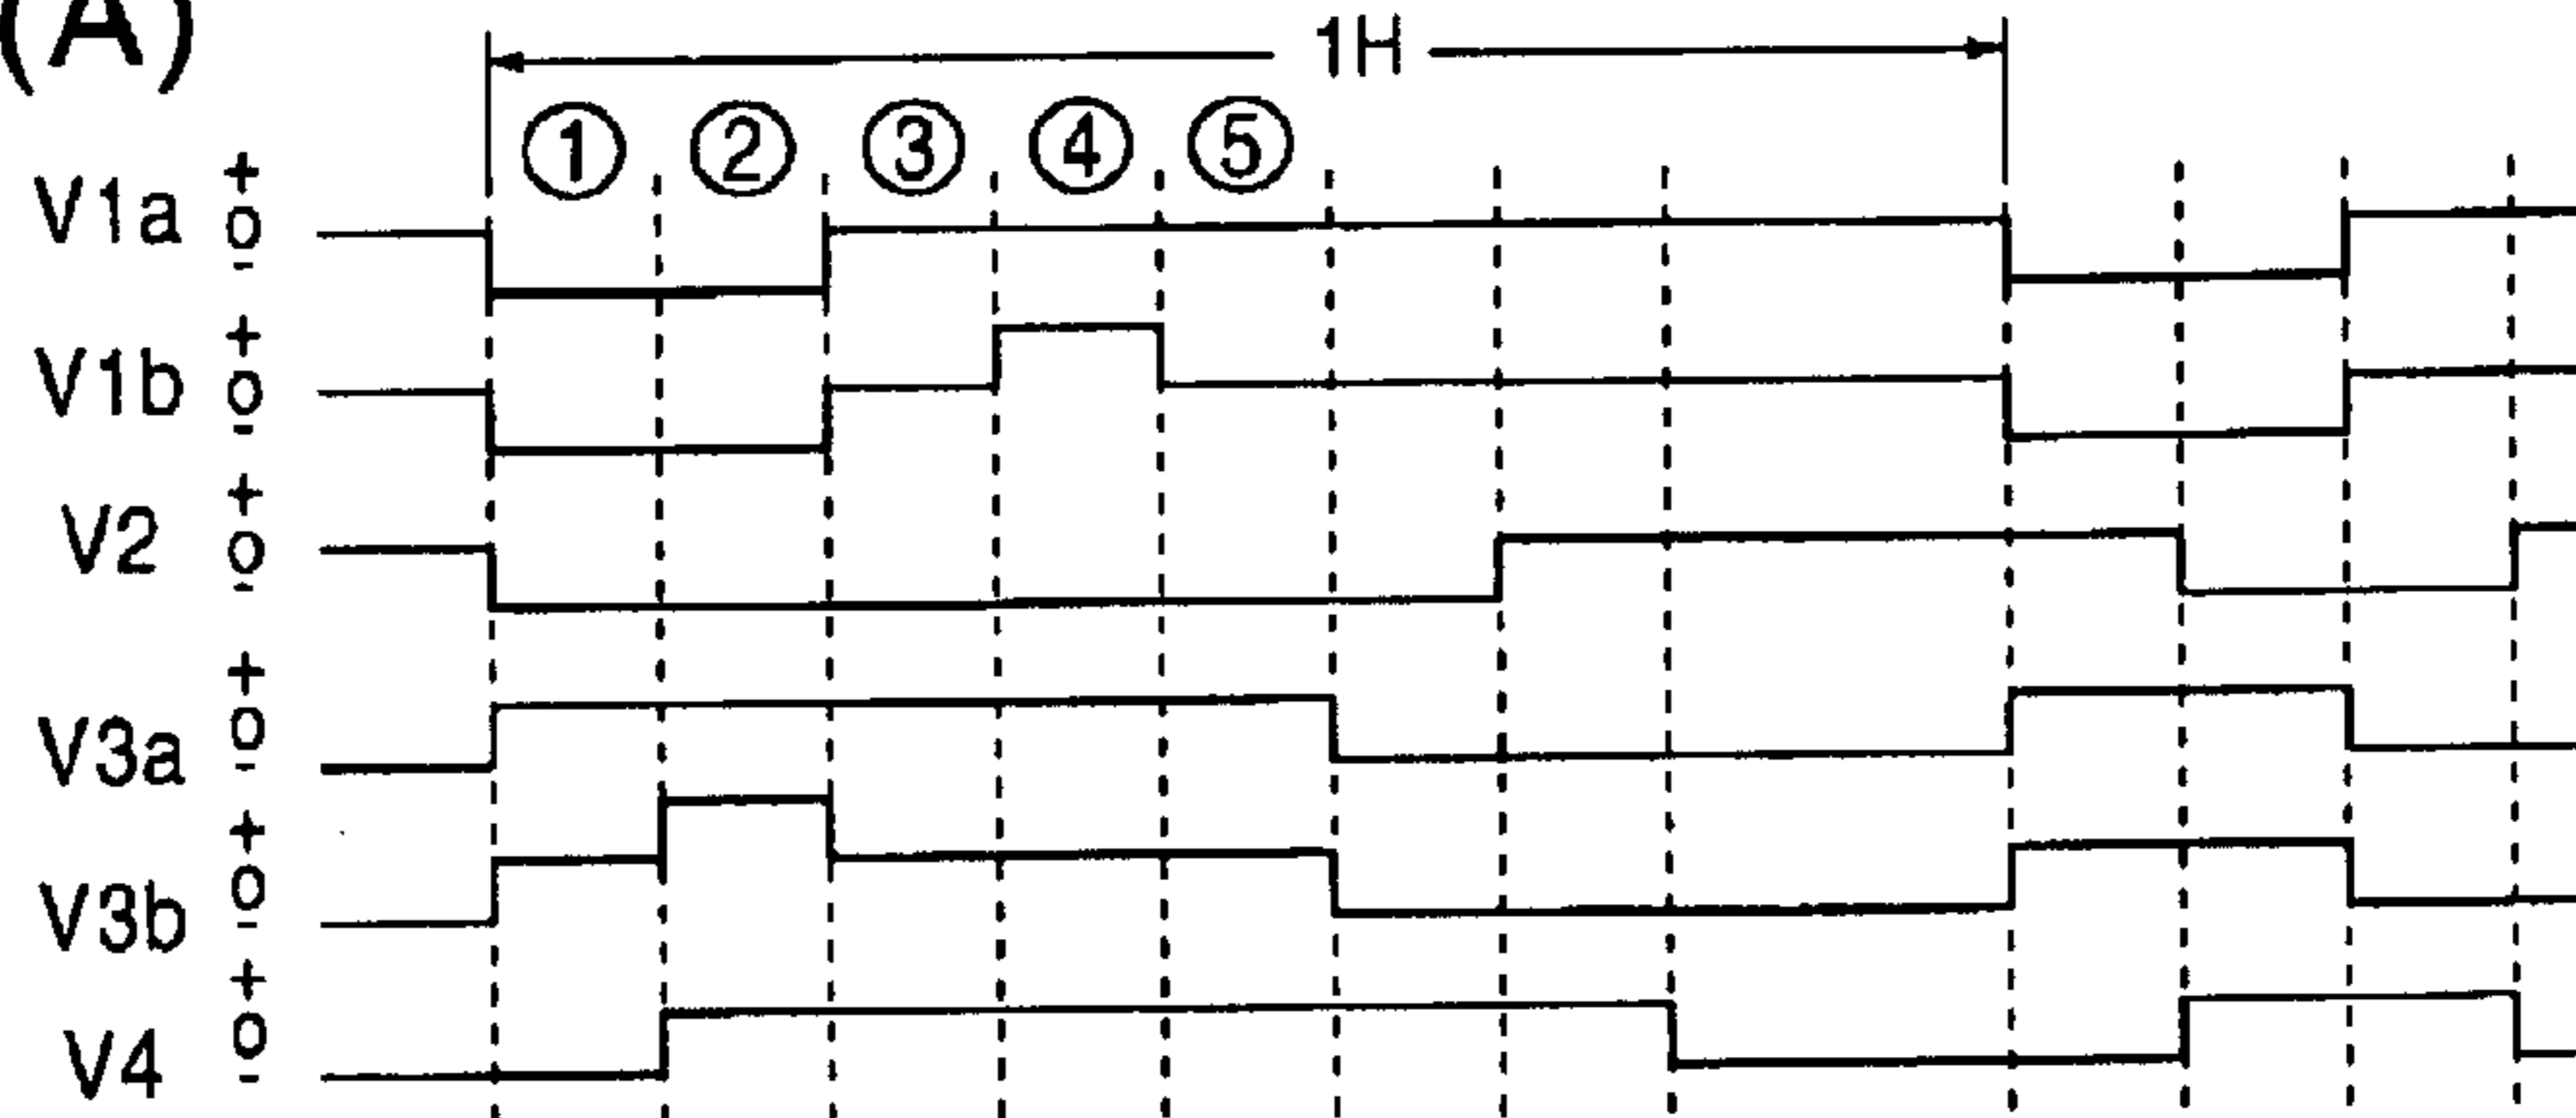 (A)
1H
① ② ③ ④ ⑤
V1a + 0 -
V1b + 0 -
V2 + 0 -
V3a + 0 -
V3b + 0 -
V4 + 0 -